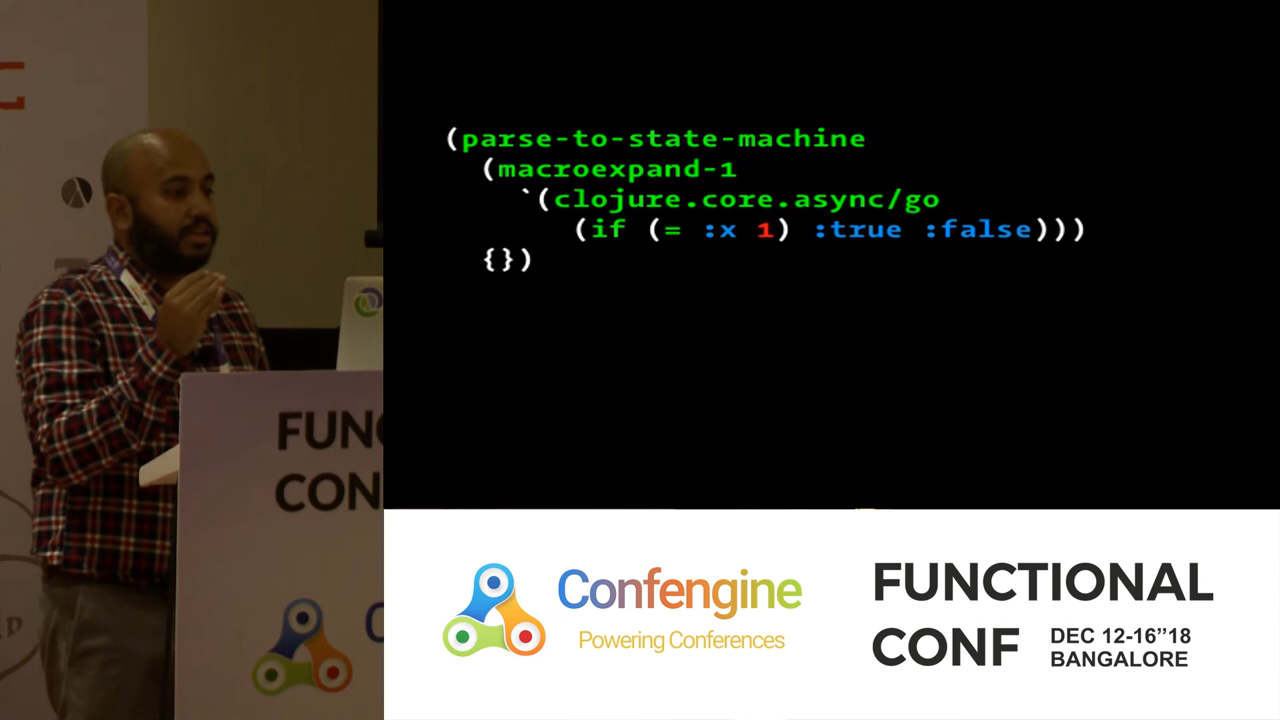 (parse-to-state-machine
(macroexpand-1
`(clojure.core.async/go
(if (= :x 1) :true :false)))
{})
FUNC
CON
Confengine
Powering Conferences
FUNCTIONAL
CONF
DEC 12-16"18
BANGALORE